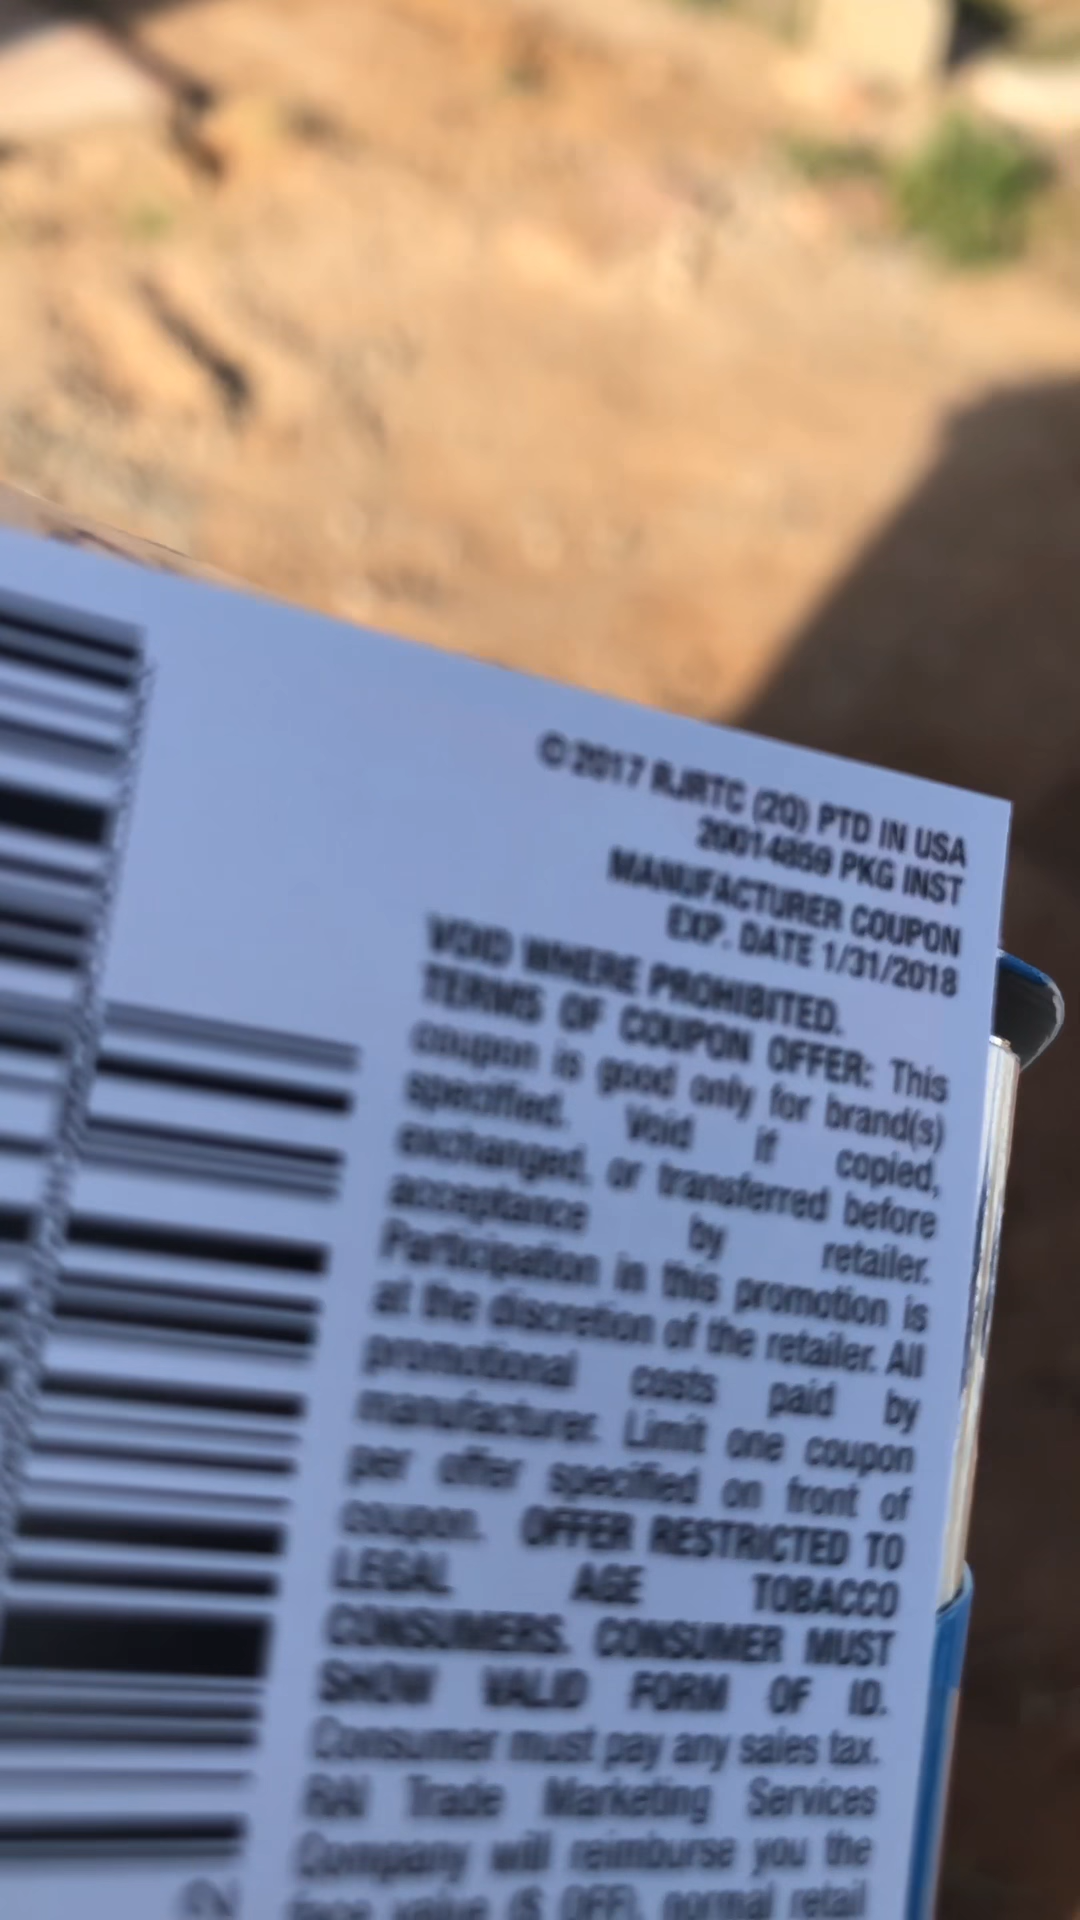 © 2017 RJRTC (2Q) PTD IN USA
20014859 PKG INST
MANUFACTURER COUPON
EXP. DATE 1/31/2018
VOID WHERE PROHIBITED.
TERMS OF COUPON OFFER: This
coupon is good only for brand(s)
specified. Void if copied,
exchanged, or transferred before
acceptance by retailer.
Participation in this promotion is
at the discretion of the retailer. All
promotional costs paid by
manufacturer. Limit one coupon
per offer specified on front of
coupon. OFFER RESTRICTED TO
LEGAL AGE TOBACCO
CONSUMERS. CONSUMER MUST
SHOW VALID FORM OF ID.
Consumer must pay any sales tax.
RAI Trade Marketing Services
Company will reimburse you the
face value ($ OFF), normal retail